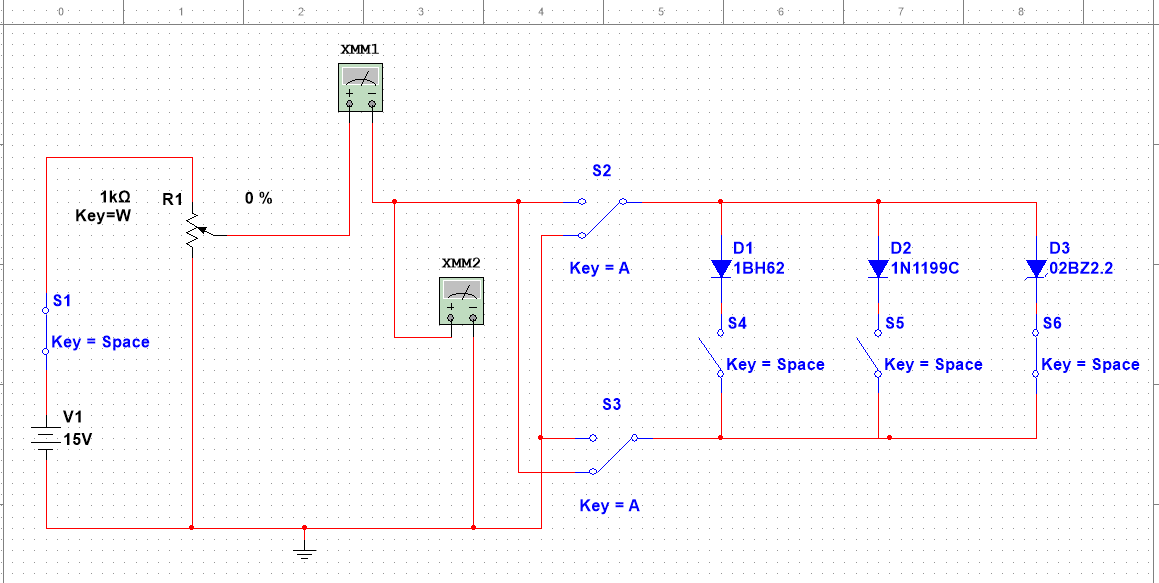 0 1 2 3 4 5 6 7 8
XMM1
+ −
S2
1kΩ R1 0 %
Key=W
Key = A
XMM2
+ −
D1 D2 D3
1BH62 1N1199C 02BZ2.2
S1
Key = Space
S4 S5 S6
Key = Space Key = Space Key = Space
S3
V1
15V
Key = A